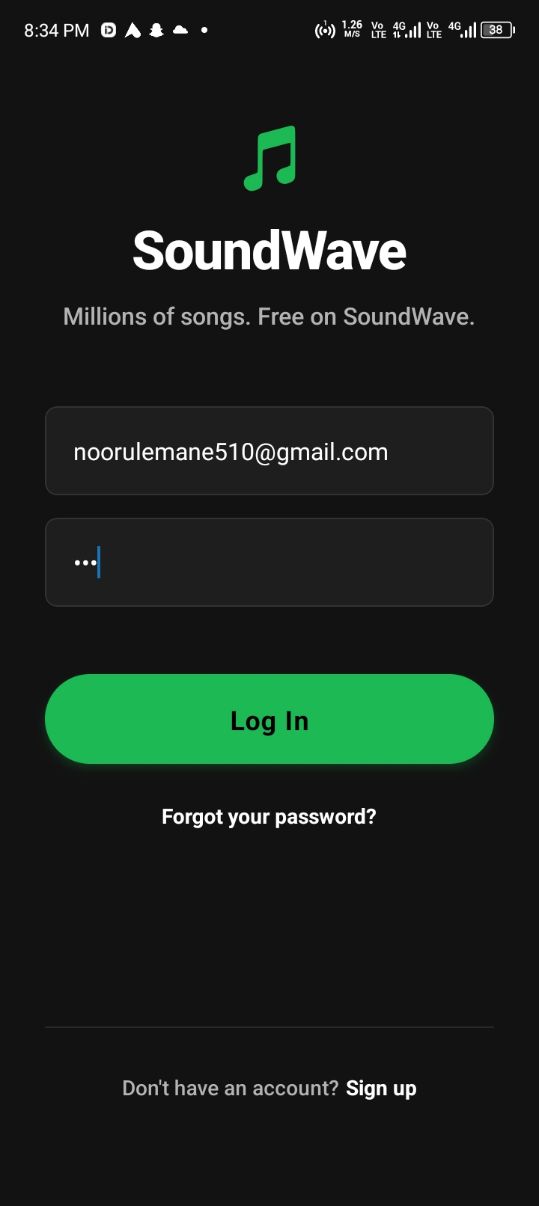 8:34 PM 1 1.26 M/S Vo LTE 4G Vo LTE 4G 38
SoundWave
Millions of songs. Free on SoundWave.
noorulemane510@gmail.com
•••
Log In
Forgot your password?
Don't have an account? Sign up